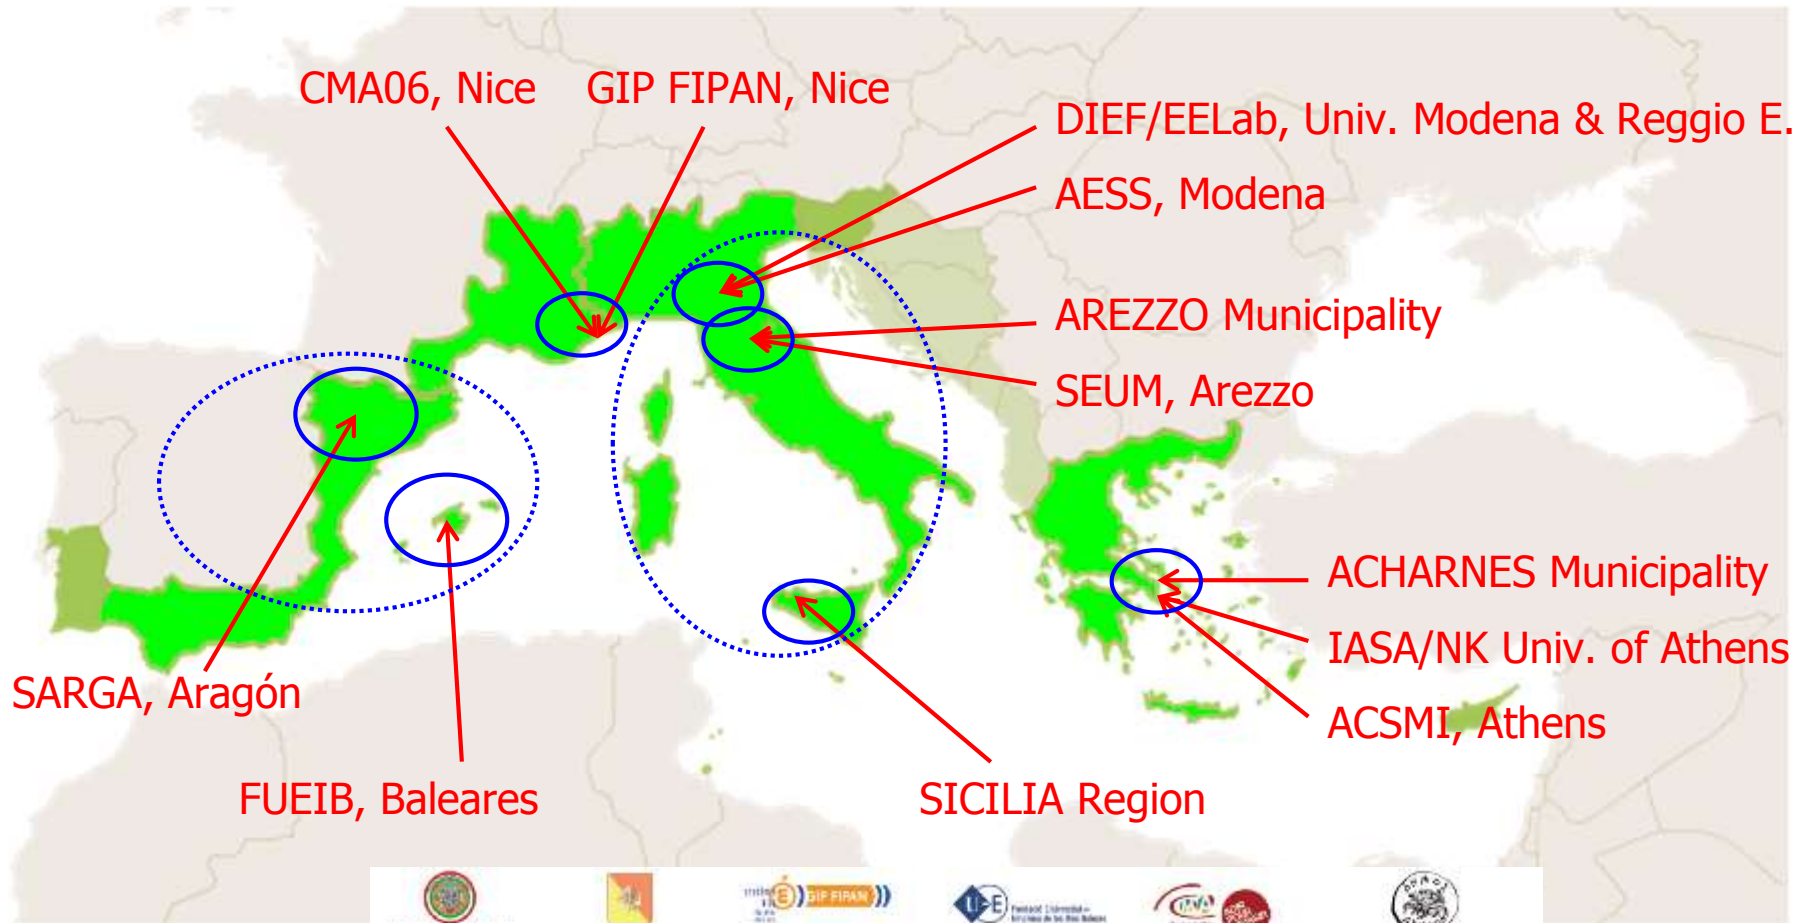 CMA06, Nice
GIP FIPAN, Nice
DIEF/EELab, Univ. Modena & Reggio E.
AESS, Modena
AREZZO Municipality
SEUM, Arezzo
SARGA, Aragón
FUEIB, Baleares
SICILIA Region
ACHARNES Municipality
IASA/NK Univ. of Athens
ACSMI, Athens
GIP FIPAN